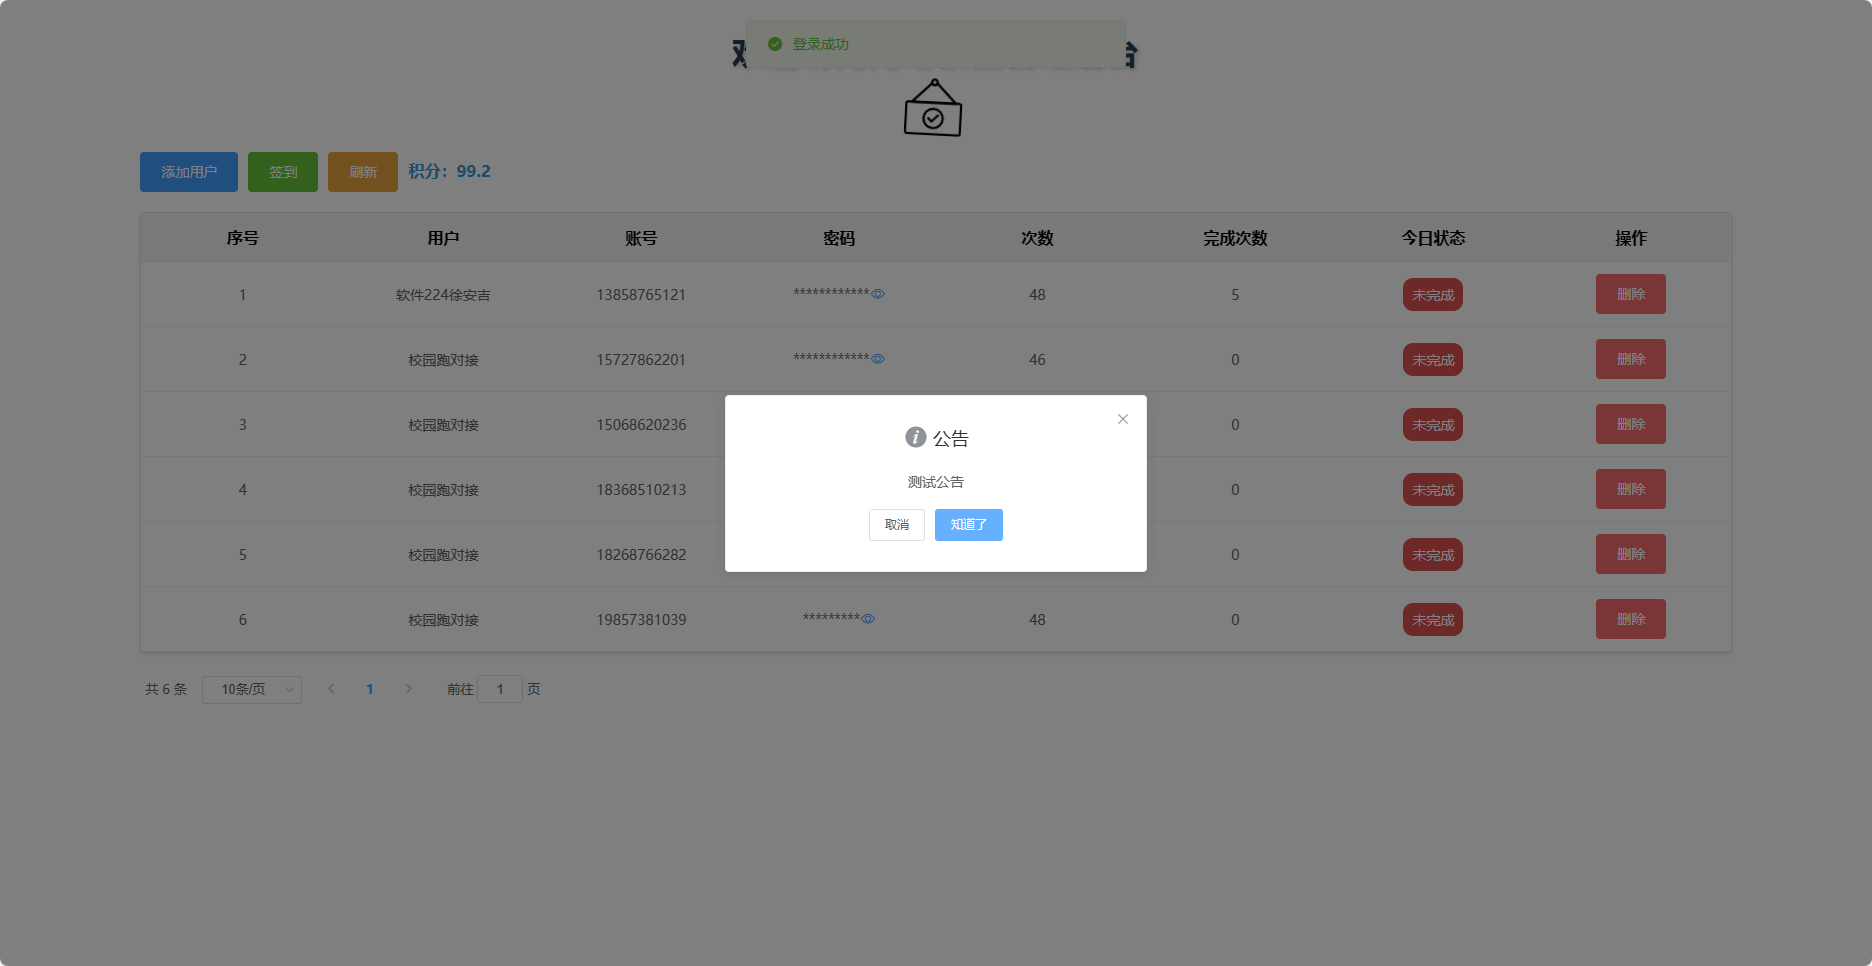 登录成功
添加用户 签到 刷新 积分：99.2
序号 用户 账号 密码 次数 完成次数 今日状态 操作
1 软件224徐安吉 13858765121 ************ 48 5 未完成 删除
2 校园跑对接 15727862201 ************ 46 0 未完成 删除
3 校园跑对接 15068620236 0 未完成 删除
4 校园跑对接 18368510213 0 未完成 删除
5 校园跑对接 18268766282 0 未完成 删除
6 校园跑对接 19857381039 ********* 48 0 未完成 删除
公告
测试公告
取消 知道了
共 6 条 10条/页 1 前往 1 页